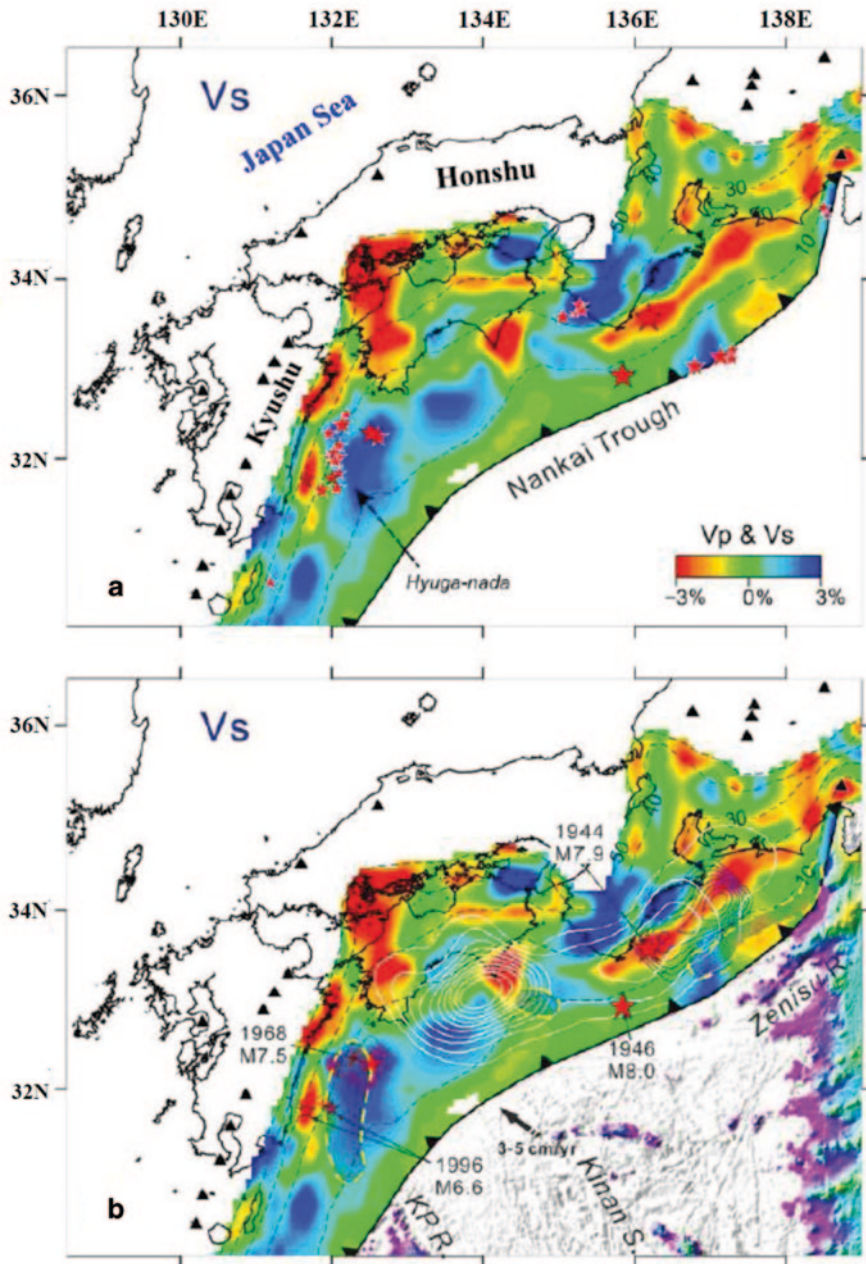 130E 132E 134E 136E 138E
36N
Vs
Japan Sea
Honshu
30
50
10
34N
Kyushu
32N
Nankai Trough
Vp & Vs
-3% 0% 3%
Hyuga-nada
a
36N
Vs
1944
M7.9
30
50
34N
Zenisu R.
1968
M7.5
1946
M8.0
32N
3-5 cm/yr
1996
M6.6
Kinan S.
KPR
b